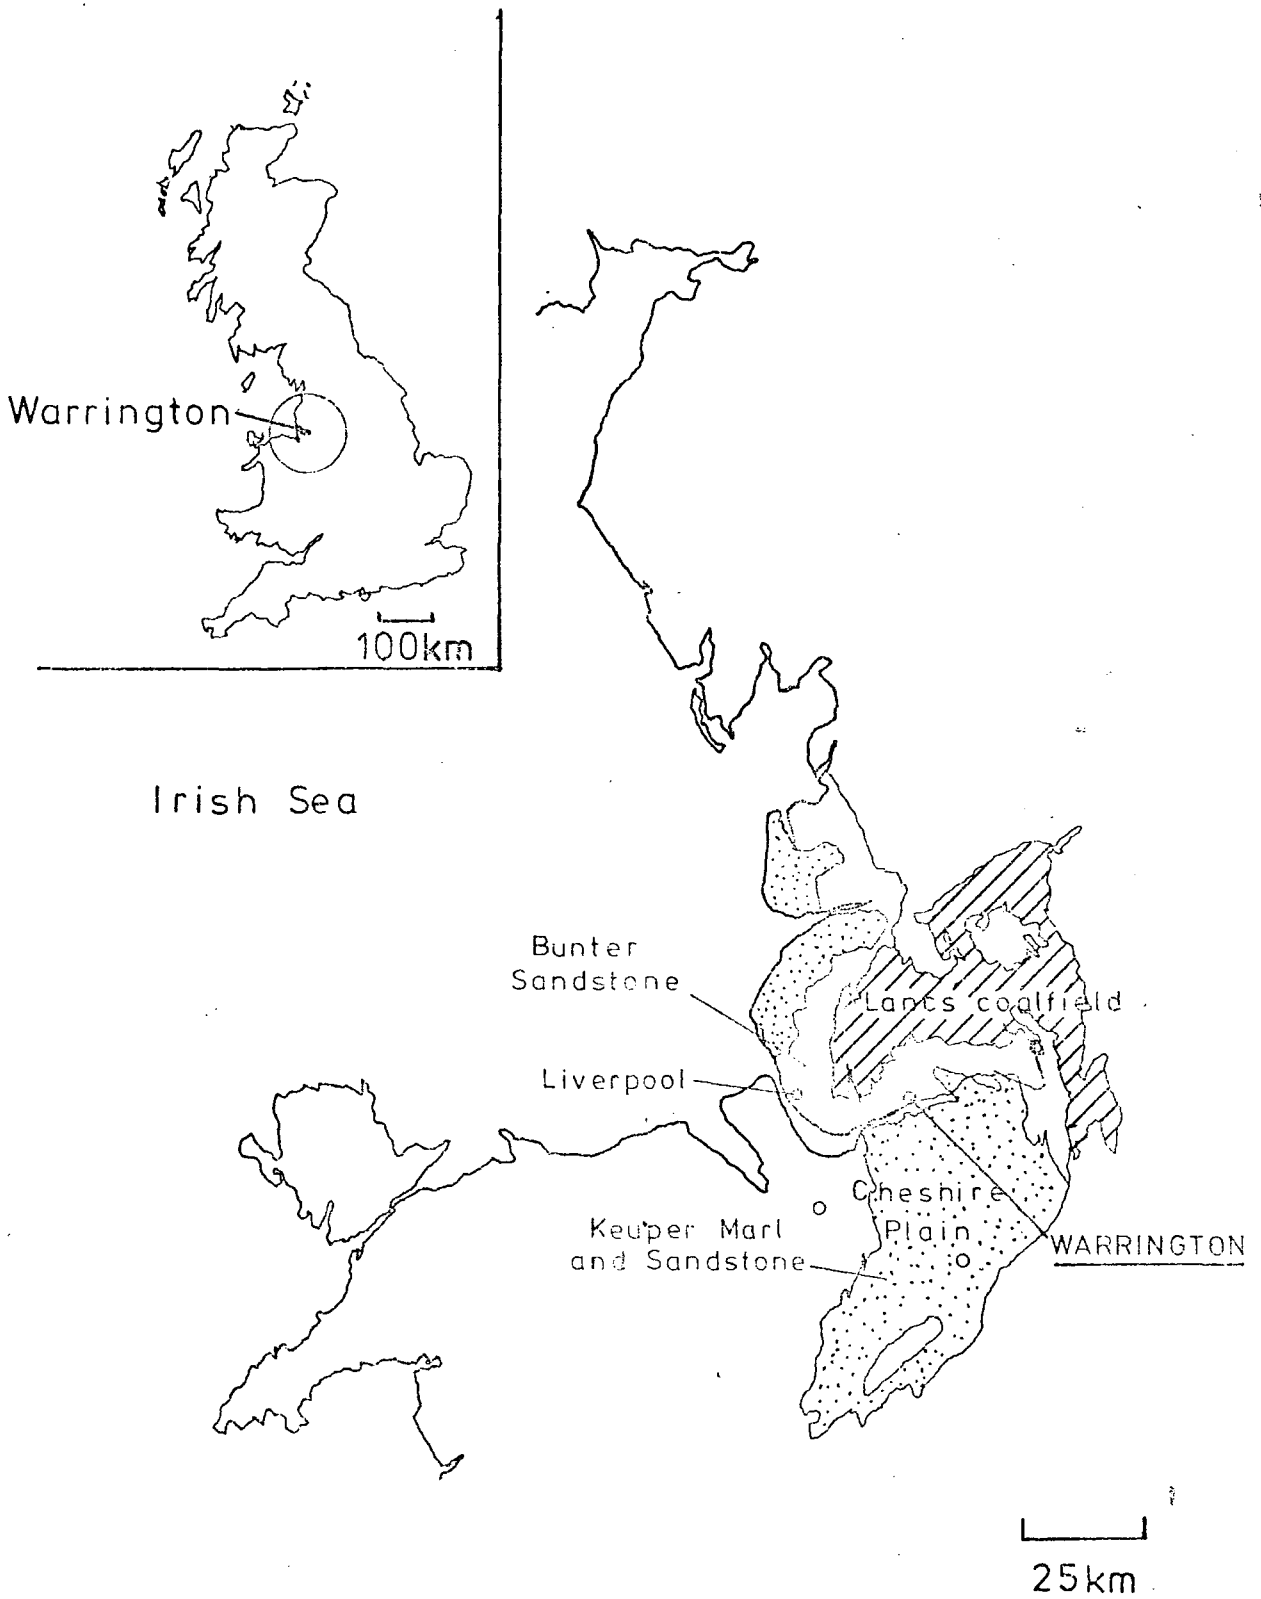 Warrington
100km
Irish Sea
Bunter
Sandstone
Lancs coalfield
Liverpool
Cheshire
Plain
Keuper Marl
and Sandstone
WARRINGTON
25km